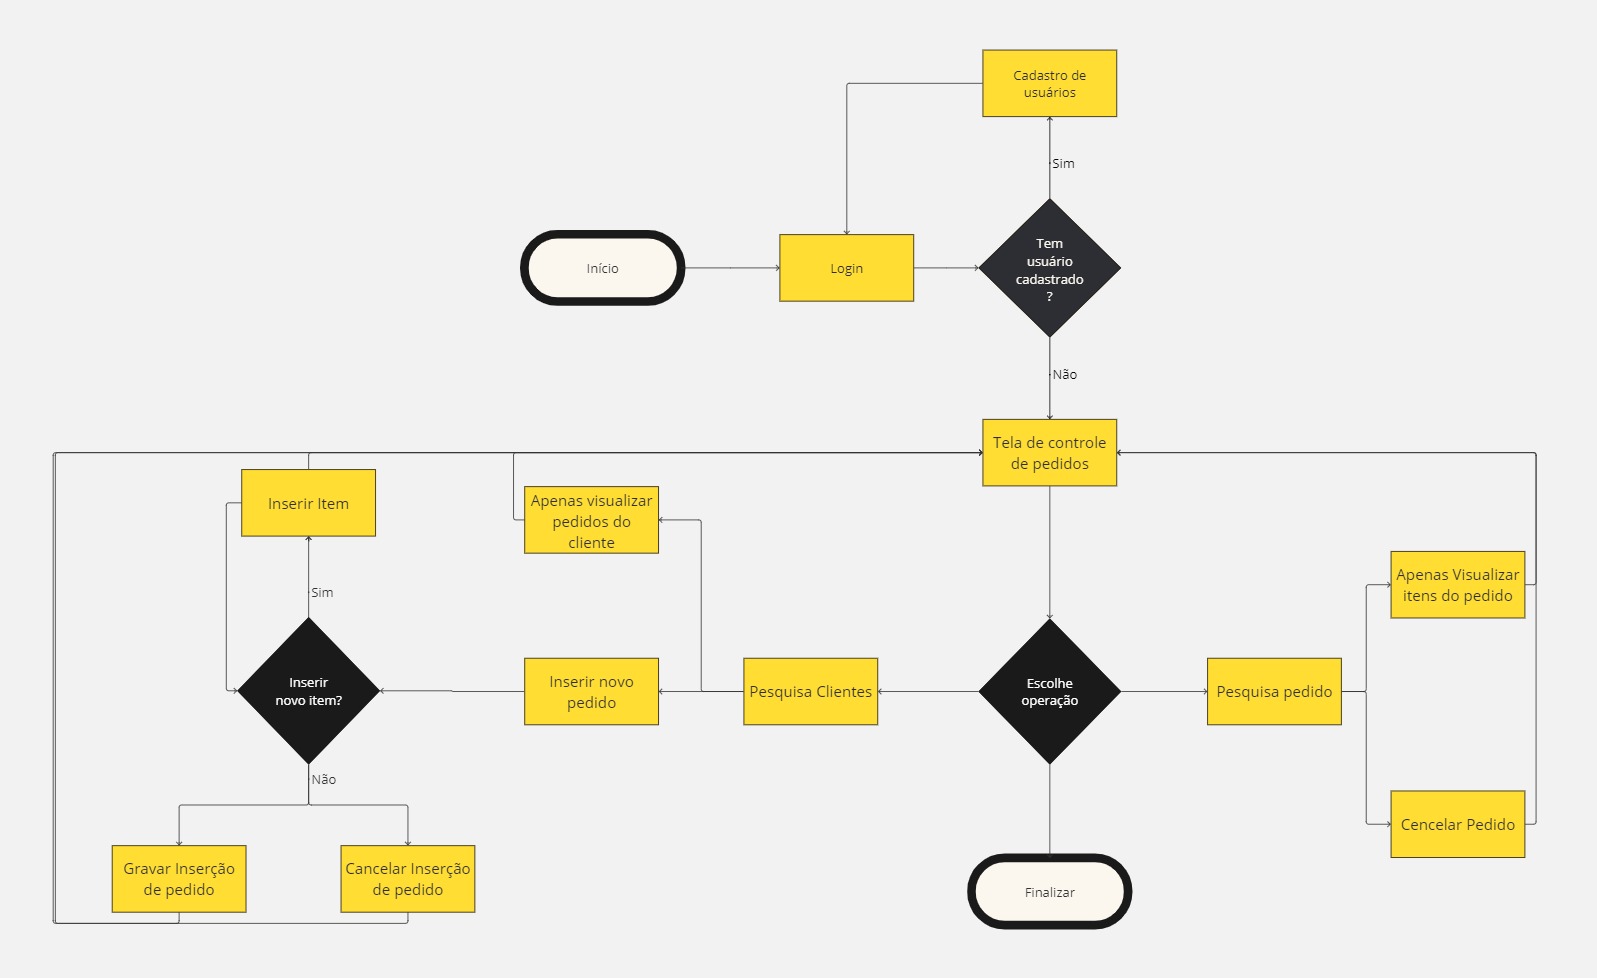 Cadastro de
usuários
Sim
Início
Login
Tem
usuário
cadastrado
?
Não
Tela de controle
de pedidos
Inserir Item
Apenas visualizar
pedidos do
cliente
Apenas Visualizar
itens do pedido
Sim
Inserir
novo item?
Inserir novo
pedido
Pesquisa Clientes
Escolhe
operação
Pesquisa pedido
Não
Gravar Inserção
de pedido
Cancelar Inserção
de pedido
Cencelar Pedido
Finalizar